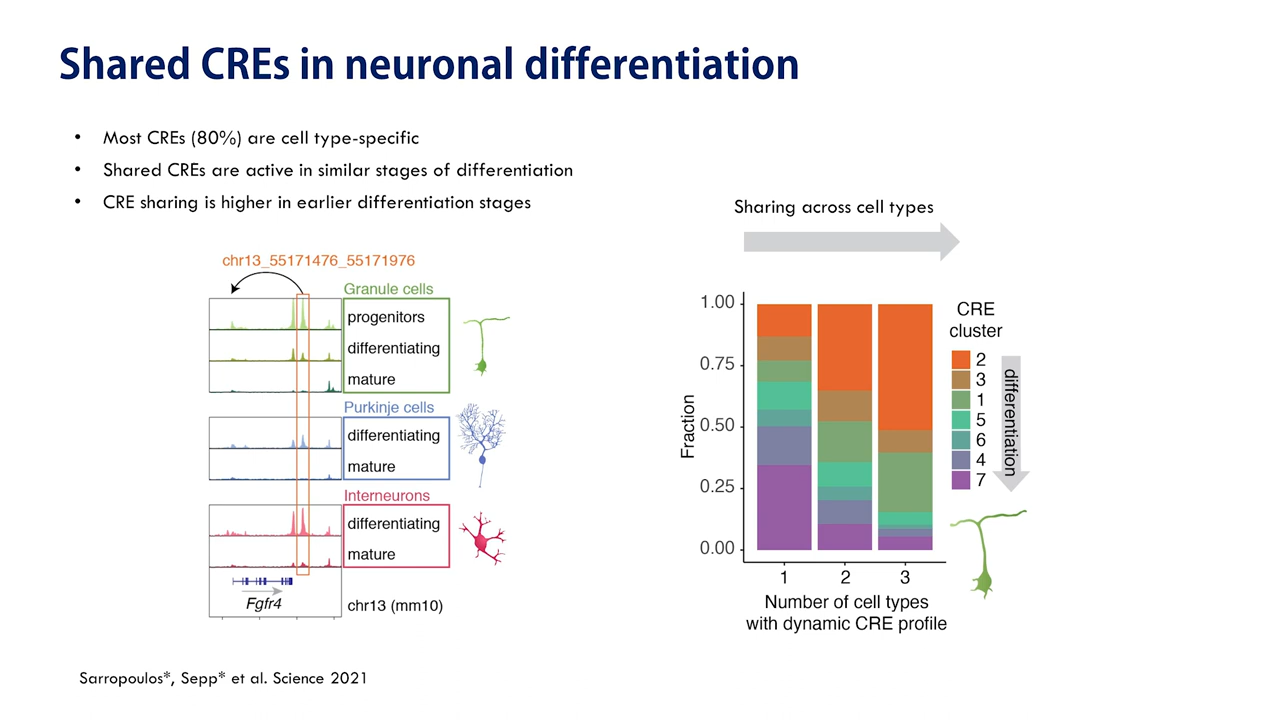 Shared CREs in neuronal differentiation
• Most CREs (80%) are cell type-specific
• Shared CREs are active in similar stages of differentiation
• CRE sharing is higher in earlier differentiation stages
chr13_55171476_55171976
Granule cells
progenitors
differentiating
mature
Purkinje cells
differentiating
mature
Interneurons
differentiating
mature
Fgfr4
chr13 (mm10)
Sharing across cell types
1.00
0.75
0.50
0.25
0.00
Fraction
1 2 3
Number of cell types
with dynamic CRE profile
CRE
cluster
2
3
1
5
6
4
7
differentiation
Sarropoulos*, Sepp* et al. Science 2021